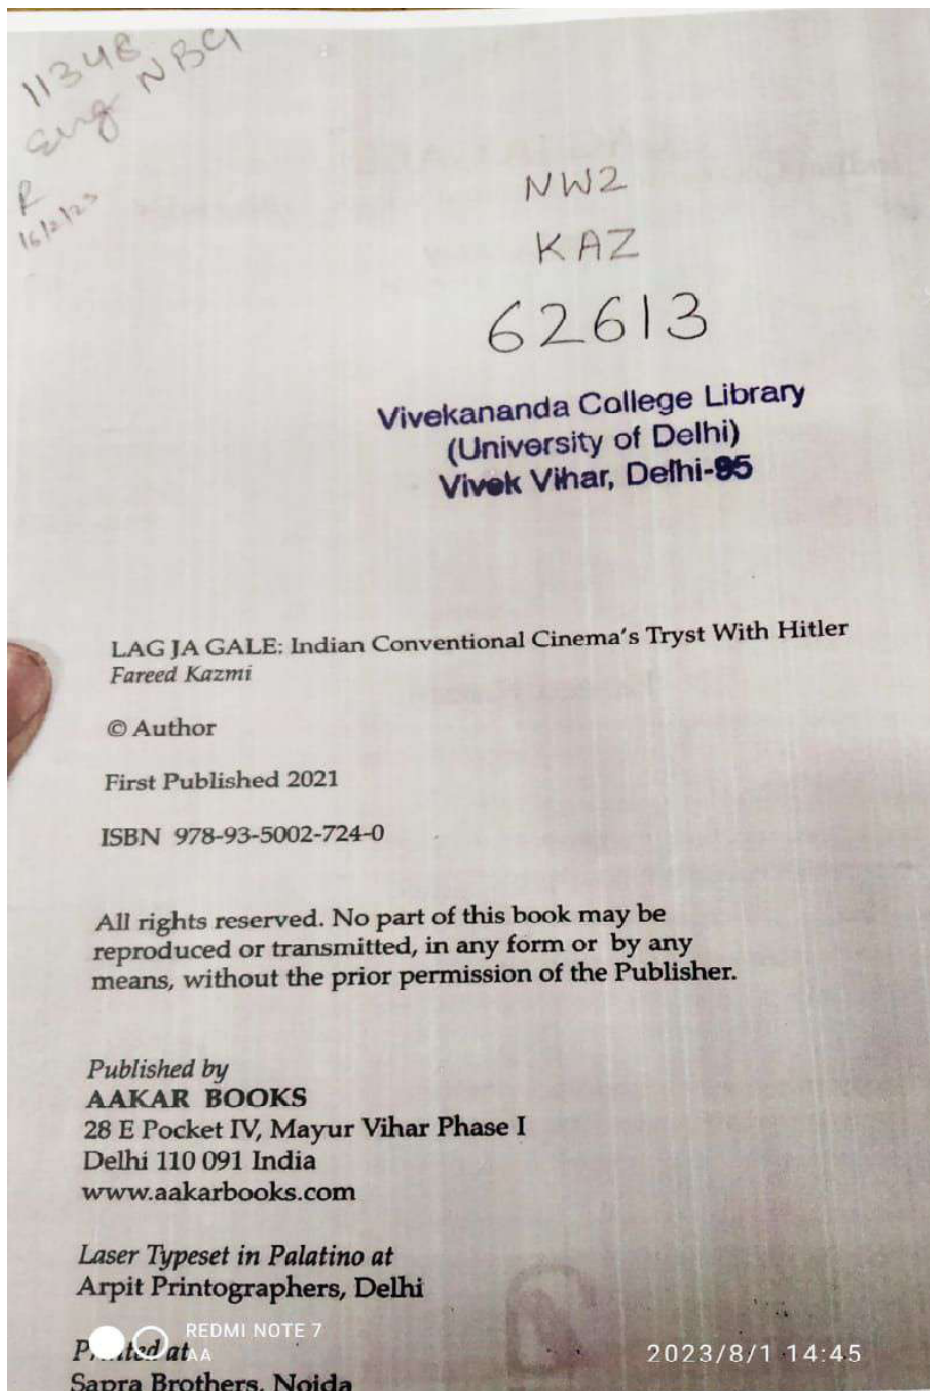 11348
Eng NBG
R
16/2/23
NW2
KAZ
62613
Vivekananda College Library
(University of Delhi)
Vivek Vihar, Delhi-95
LAG JA GALE: Indian Conventional Cinema's Tryst With Hitler
Fareed Kazmi
© Author
First Published 2021
ISBN 978-93-5002-724-0
All rights reserved. No part of this book may be
reproduced or transmitted, in any form or by any
means, without the prior permission of the Publisher.
Published by
AAKAR BOOKS
28 E Pocket IV, Mayur Vihar Phase I
Delhi 110 091 India
www.aakarbooks.com
Laser Typeset in Palatino at
Arpit Printographers, Delhi
Printed at
Sapra Brothers, Noida
REDMI NOTE 7
2023/8/1 14:45